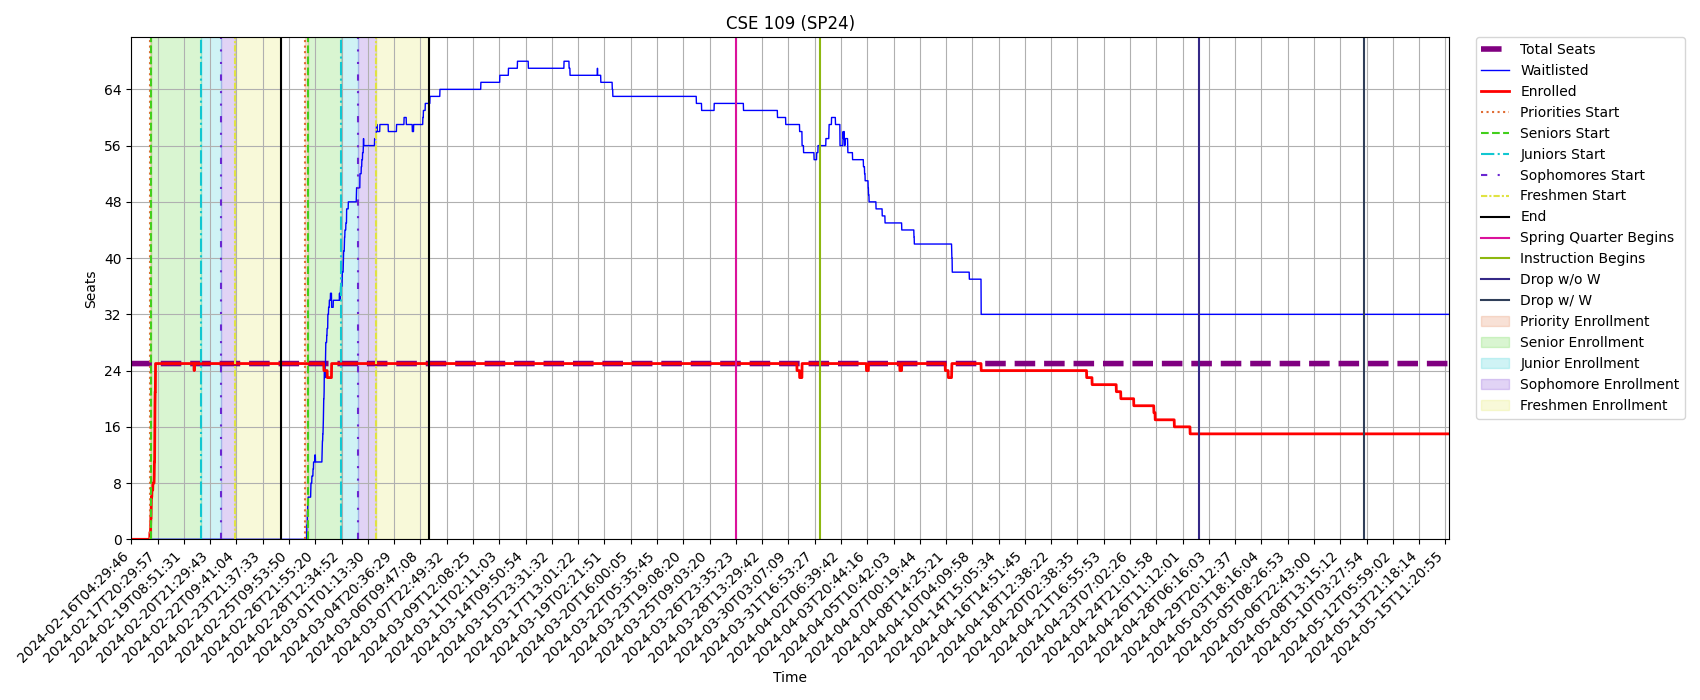 CSE 109 (SP24)
Seats
64
56
48
40
32
24
16
8
0
2024-02-16T04:29:46
2024-02-17T20:29:57
2024-02-19T08:51:31
2024-02-20T21:29:43
2024-02-22T09:41:04
2024-02-23T21:37:33
2024-02-25T09:53:50
2024-02-26T21:55:20
2024-02-28T12:34:52
2024-03-01T01:13:30
2024-03-04T20:36:29
2024-03-06T09:47:08
2024-03-07T22:49:32
2024-03-09T12:08:25
2024-03-11T02:11:03
2024-03-14T09:50:54
2024-03-15T23:31:32
2024-03-17T13:01:22
2024-03-19T02:21:51
2024-03-20T16:00:05
2024-03-22T05:35:45
2024-03-23T19:08:20
2024-03-25T09:03:20
2024-03-26T23:35:23
2024-03-28T13:29:42
2024-03-30T03:07:09
2024-03-31T16:53:27
2024-04-02T06:39:42
2024-04-03T20:44:16
2024-04-05T10:42:03
2024-04-07T00:19:44
2024-04-08T14:25:21
2024-04-10T04:09:58
2024-04-14T15:05:34
2024-04-16T14:51:45
2024-04-18T12:38:22
2024-04-20T02:38:35
2024-04-21T16:55:53
2024-04-23T07:02:26
2024-04-24T21:01:58
2024-04-26T11:12:01
2024-04-28T06:16:03
2024-04-29T20:12:37
2024-05-03T18:16:04
2024-05-05T08:26:53
2024-05-06T22:43:00
2024-05-08T13:15:12
2024-05-10T03:27:54
2024-05-12T05:59:02
2024-05-13T21:18:14
2024-05-15T11:20:55
Time
Total Seats
Waitlisted
Enrolled
Priorities Start
Seniors Start
Juniors Start
Sophomores Start
Freshmen Start
End
Spring Quarter Begins
Instruction Begins
Drop w/o W
Drop w/ W
Priority Enrollment
Senior Enrollment
Junior Enrollment
Sophomore Enrollment
Freshmen Enrollment